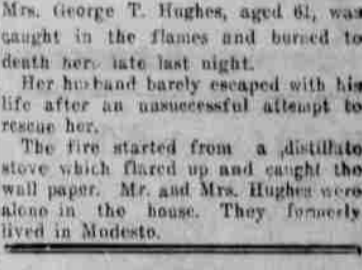 Mrs. George T. Hughes, aged 61, was
caught in the flames and burned to
death here late last night.
Her husband barely escaped with his
life after an unsuccessful attempt to
rescue her.
The fire started from a distillate
stove which flared up and caught the
wall paper. Mr. and Mrs. Hughes were
alone in the house. They formerly
lived in Modesto.